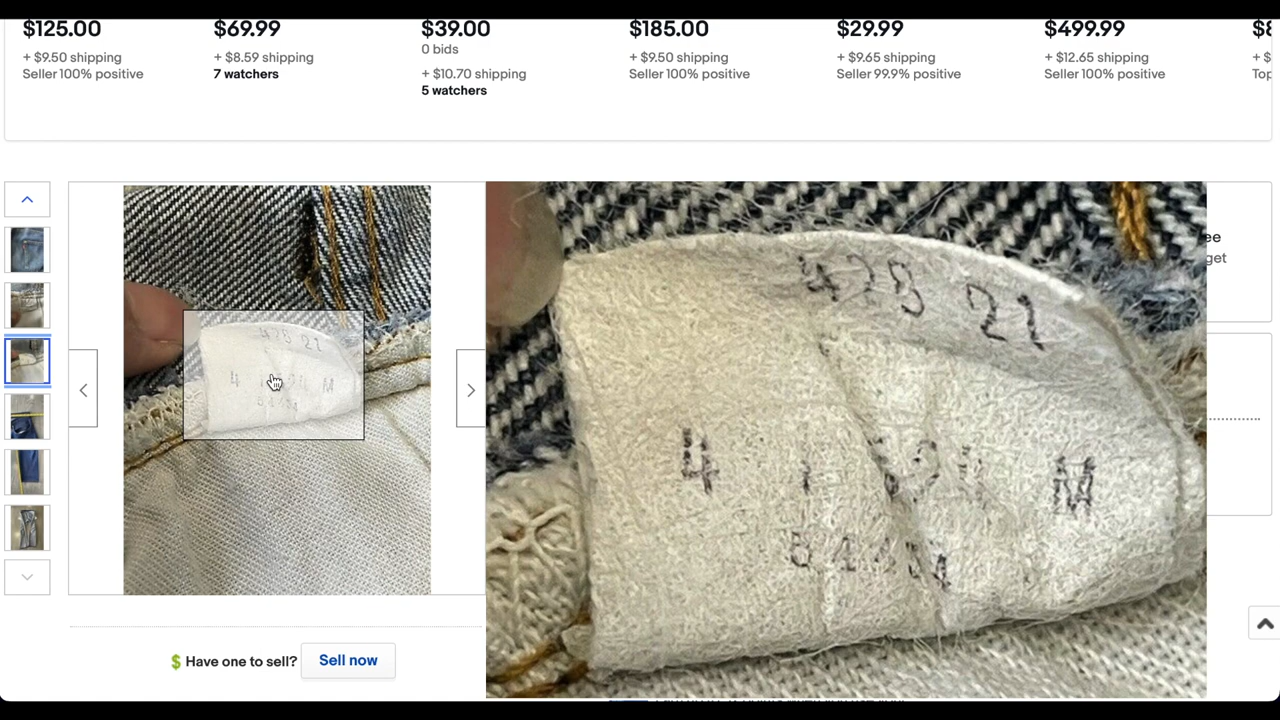 $125.00
+ $9.50 shipping
Seller 100% positive
$69.99
+ $8.59 shipping
7 watchers
$39.00
0 bids
+ $10.70 shipping
5 watchers
$185.00
+ $9.50 shipping
Seller 100% positive
$29.99
+ $9.65 shipping
Seller 99.9% positive
$499.99
+ $12.65 shipping
Seller 100% positive
428 21
4
M
Have one to sell? Sell now